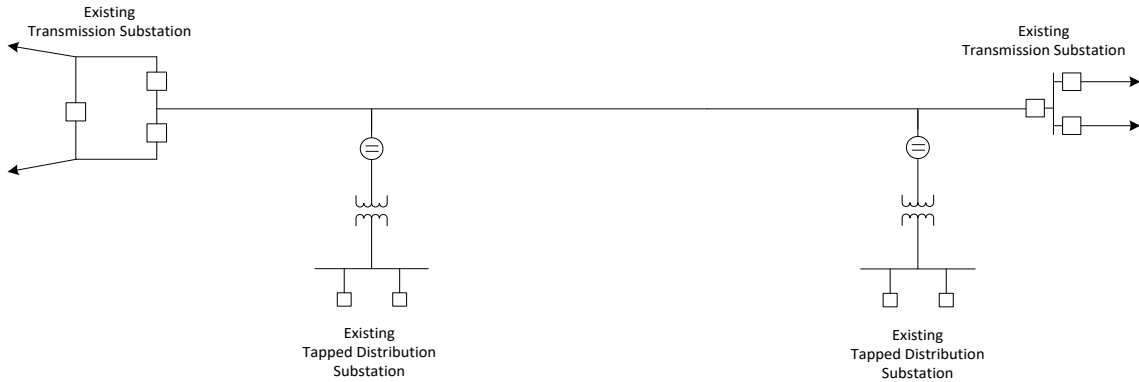 Existing
Transmission Substation
Existing
Transmission Substation
Existing
Tapped Distribution
Substation
Existing
Tapped Distribution
Substation